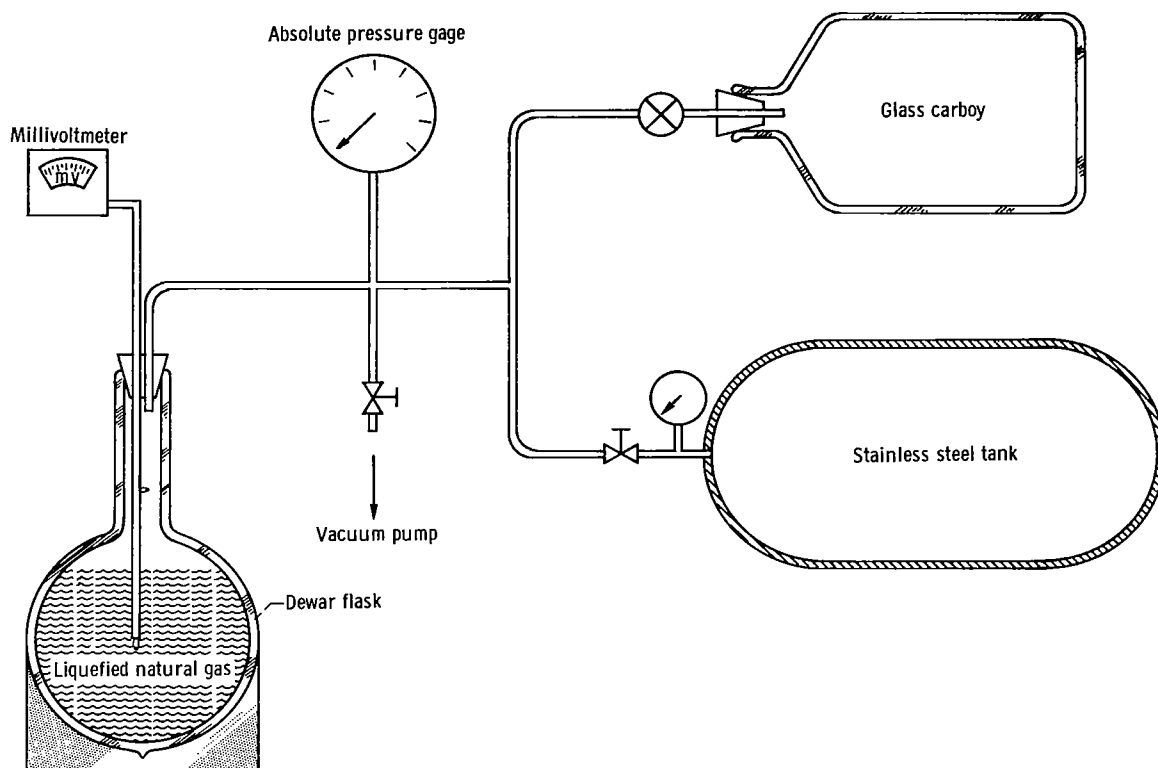 Absolute pressure gage
Millivoltmeter
mv
Glass carboy
Stainless steel tank
Vacuum pump
Dewar flask
Liquefied natural gas